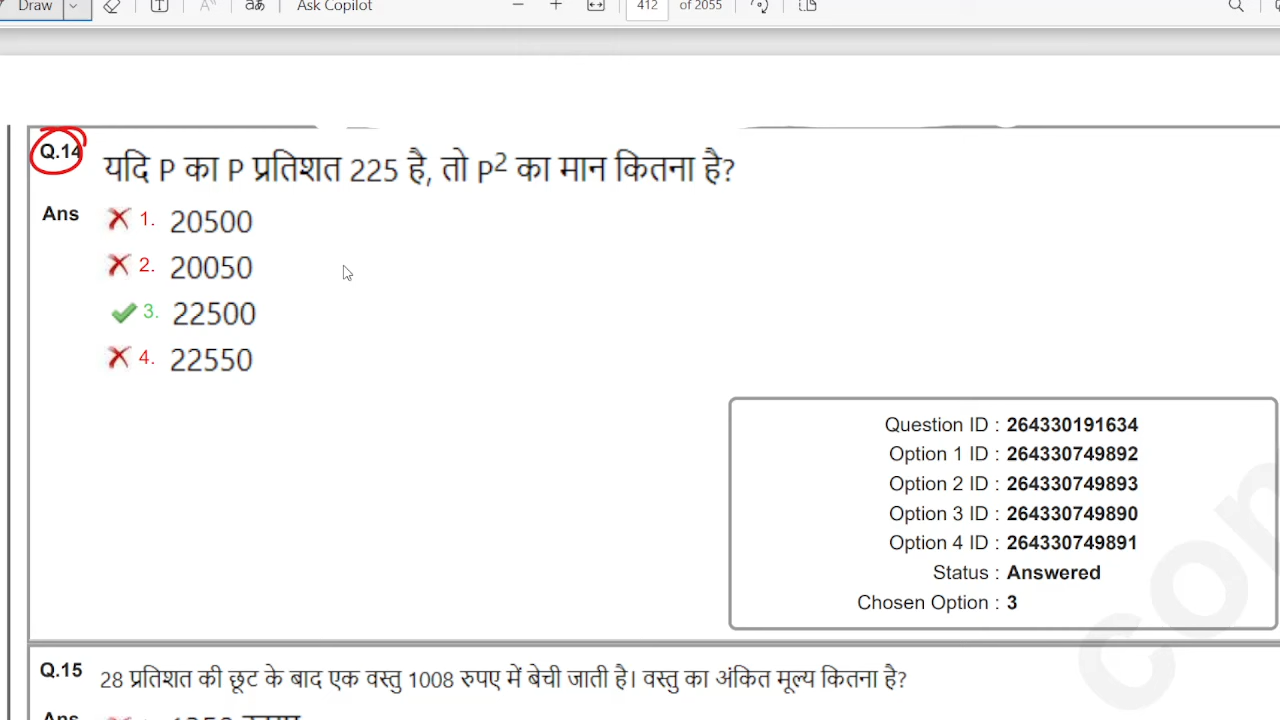 Draw
Ask Copilot
412 of 2055
Q.14 यदि P का P प्रतिशत 225 है, तो P² का मान कितना है?
Ans 1. 20500
2. 20050
3. 22500
4. 22550
Question ID : 264330191634
Option 1 ID : 264330749892
Option 2 ID : 264330749893
Option 3 ID : 264330749890
Option 4 ID : 264330749891
Status : Answered
Chosen Option : 3
Q.15 28 प्रतिशत की छूट के बाद एक वस्तु 1008 रुपए में बेची जाती है। वस्तु का अंकित मूल्य कितना है?
Ans